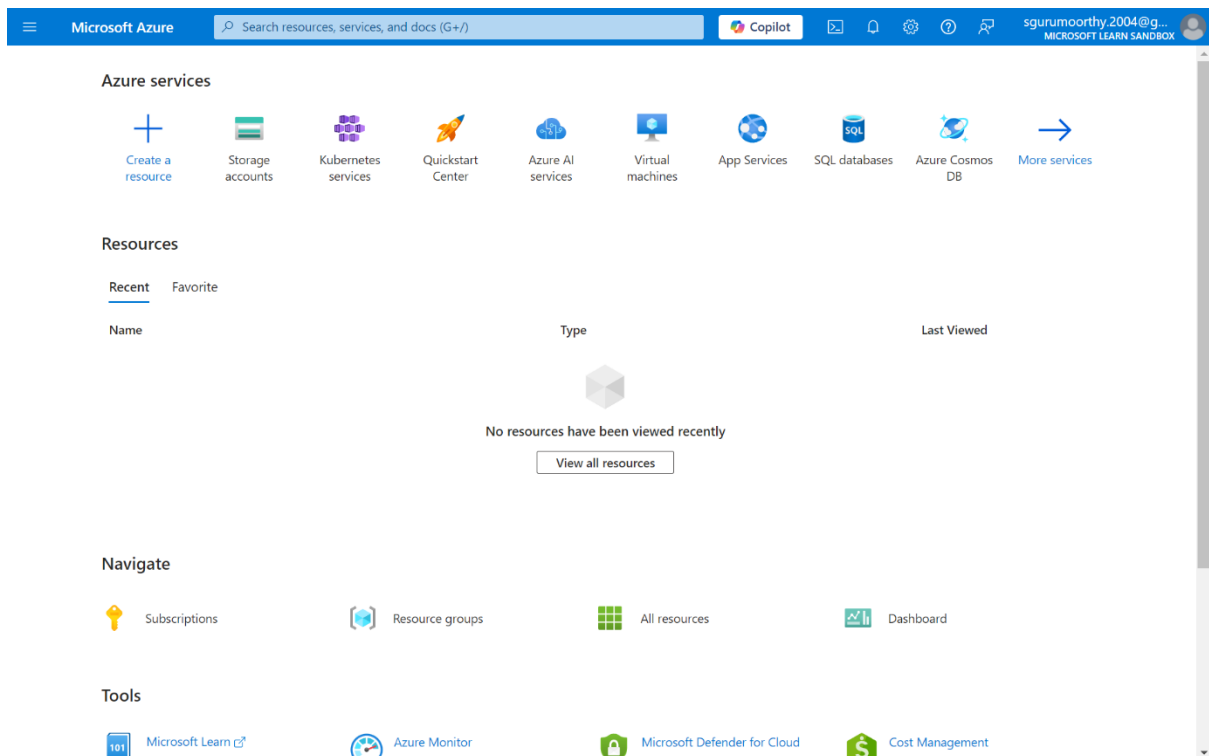 Microsoft Azure
Search resources, services, and docs (G+/)
Copilot
sgurumoorthy.2004@g...
MICROSOFT LEARN SANDBOX
Azure services
Create a
resource
Storage
accounts
Kubernetes
services
Quickstart
Center
Azure AI
services
Virtual
machines
App Services
SQL
SQL databases
Azure Cosmos
DB
More services
Resources
Recent
Favorite
Name
Type
Last Viewed
No resources have been viewed recently
View all resources
Navigate
Subscriptions
Resource groups
All resources
Dashboard
Tools
101
Microsoft Learn
Azure Monitor
Microsoft Defender for Cloud
Cost Management